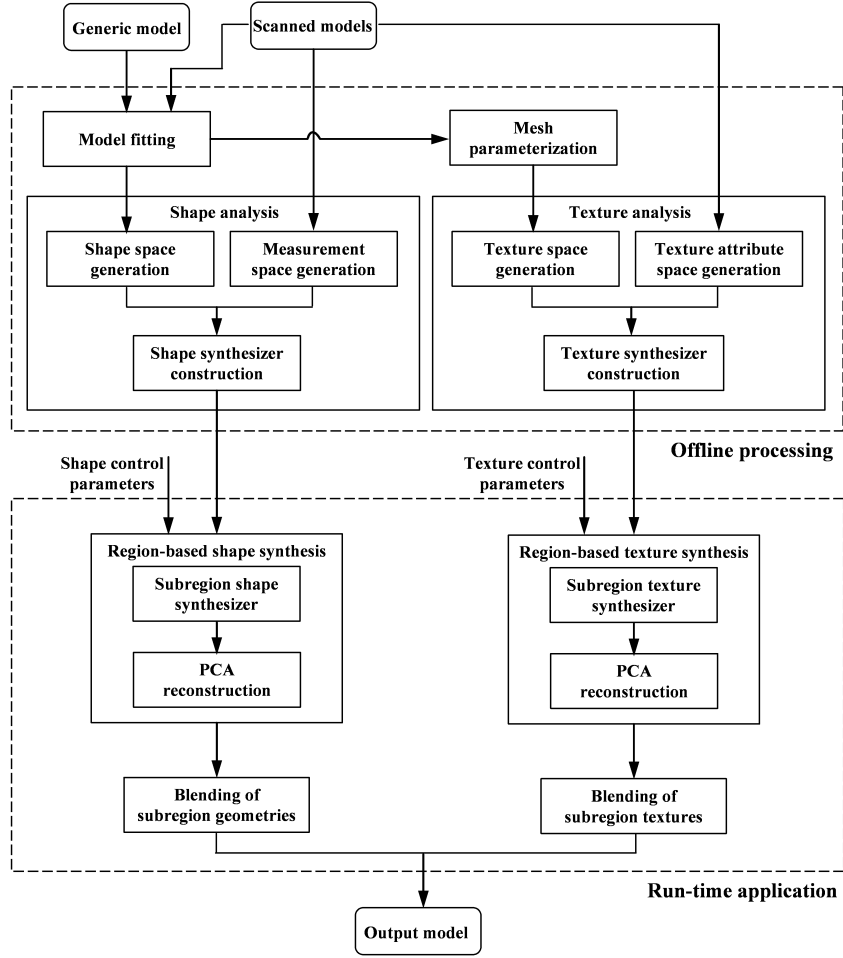 Generic model
Scanned models
Model fitting
Mesh
parameterization
Shape analysis
Texture analysis
Shape space
generation
Measurement
space generation
Texture space
generation
Texture attribute
space generation
Shape synthesizer
construction
Texture synthesizer
construction
Offline processing
Shape control
parameters
Texture control
parameters
Region-based shape synthesis
Region-based texture synthesis
Subregion shape
synthesizer
Subregion texture
synthesizer
PCA
reconstruction
PCA
reconstruction
Blending of
subregion geometries
Blending of
subregion textures
Run-time application
Output model